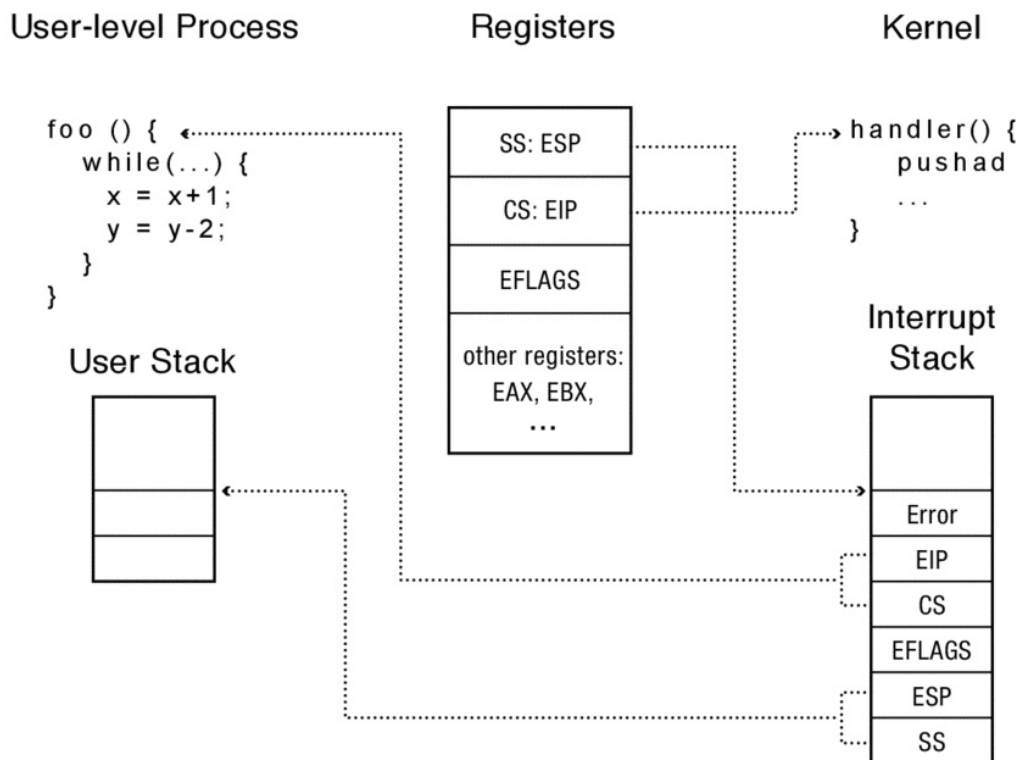 User-level Process
foo () {
while(...) {
x = x+1;
y = y-2;
}
}
User Stack
Registers
SS: ESP
CS: EIP
EFLAGS
other registers:
EAX, EBX,
...
Kernel
handler() {
pushad
...
}
Interrupt
Stack
Error
EIP
CS
EFLAGS
ESP
SS